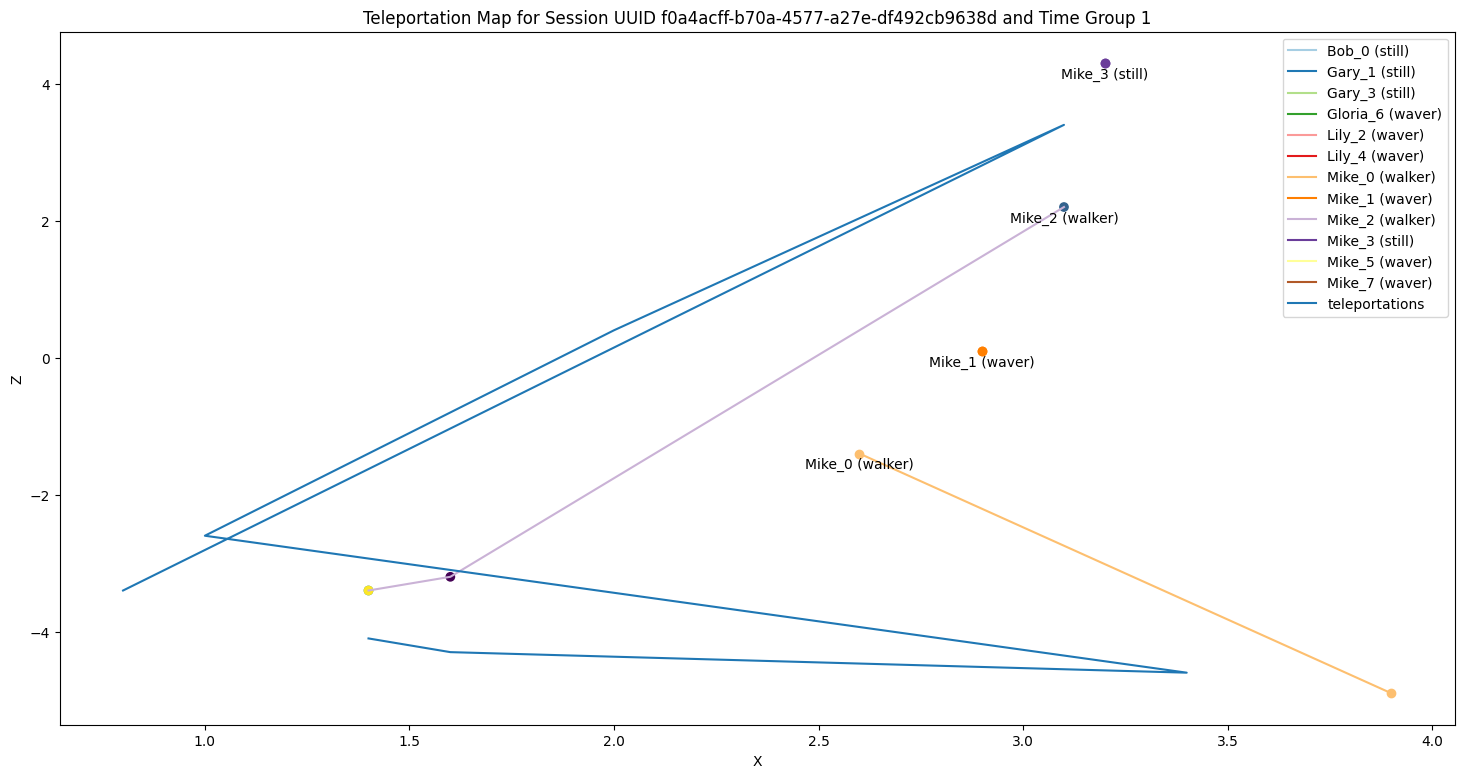 Teleportation Map for Session UUID f0a4acff-b70a-4577-a27e-df492cb9638d and Time Group 1
Bob_0 (still)
Gary_1 (still)
Gary_3 (still)
Gloria_6 (waver)
Lily_2 (waver)
Lily_4 (waver)
Mike_0 (walker)
Mike_1 (waver)
Mike_2 (walker)
Mike_3 (still)
Mike_5 (waver)
Mike_7 (waver)
teleportations
Mike_3 (still)
Mike_2 (walker)
Mike_1 (waver)
Mike_0 (walker)
4
2
0
−2
−4
Z
1.0 1.5 2.0 2.5 3.0 3.5 4.0
X